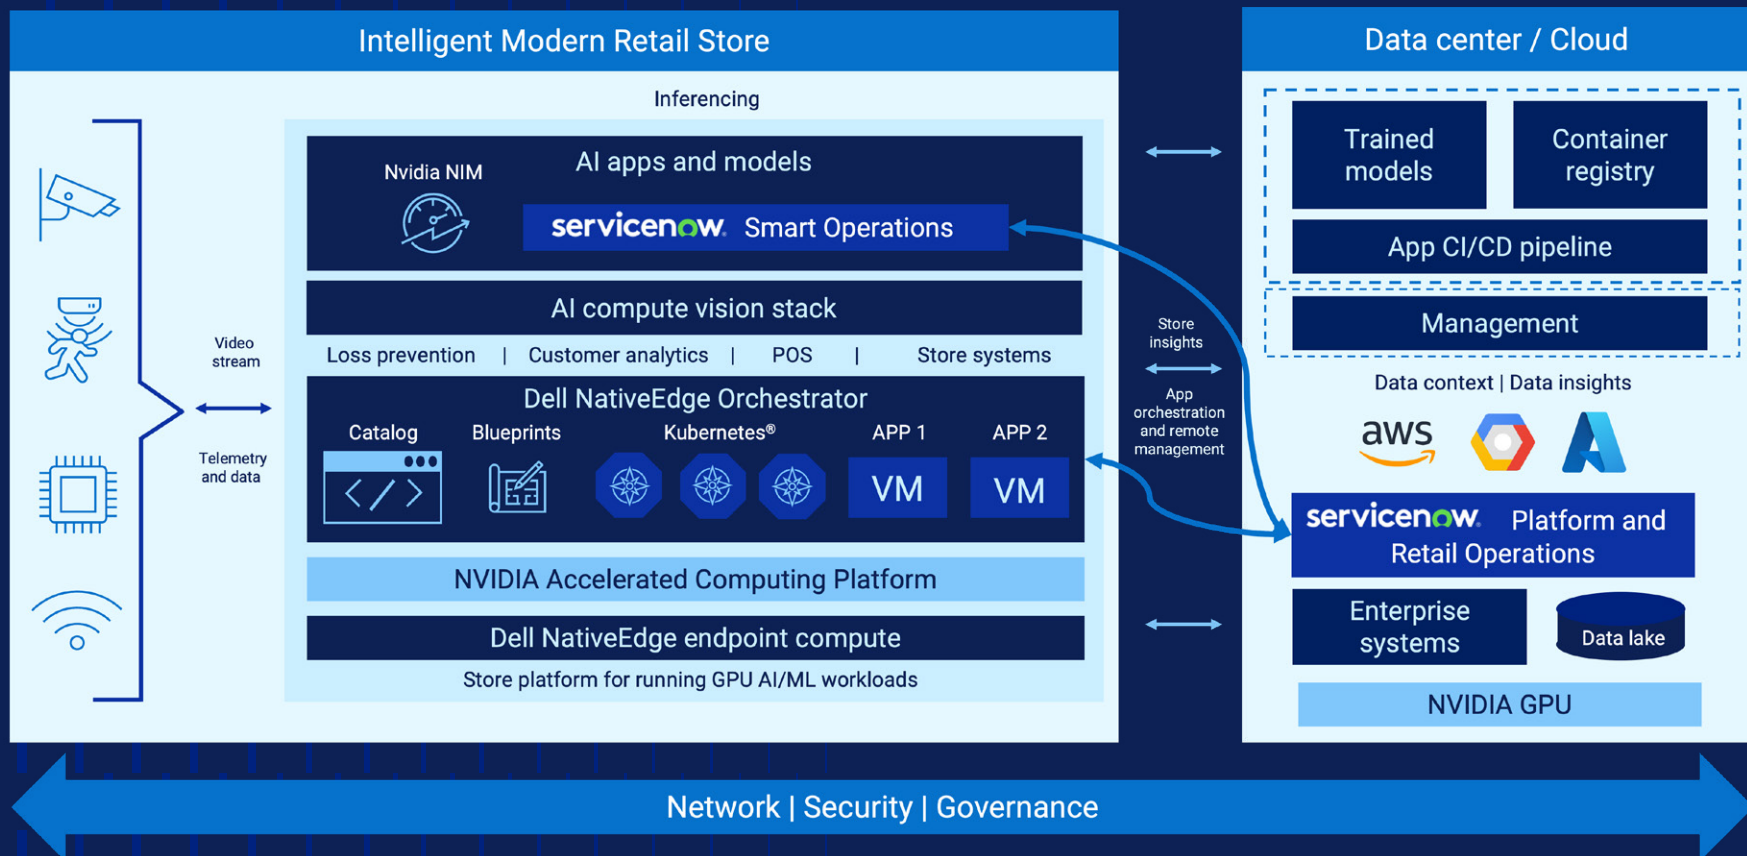 Intelligent Modern Retail Store
Inferencing
Video
stream
Telemetry
and data
Nvidia NIM
AI apps and models
servicenow. Smart Operations
AI compute vision stack
Loss prevention | Customer analytics | POS | Store systems
Dell NativeEdge Orchestrator
Catalog
Blueprints
Kubernetes®
APP 1
APP 2
</>
VM
VM
NVIDIA Accelerated Computing Platform
Dell NativeEdge endpoint compute
Store platform for running GPU AI/ML workloads
Store
insights
App
orchestration
and remote
management
Data center / Cloud
Trained
models
Container
registry
App CI/CD pipeline
Management
Data context | Data insights
aws
servicenow. Platform and
Retail Operations
Enterprise
systems
Data lake
NVIDIA GPU
Network | Security | Governance